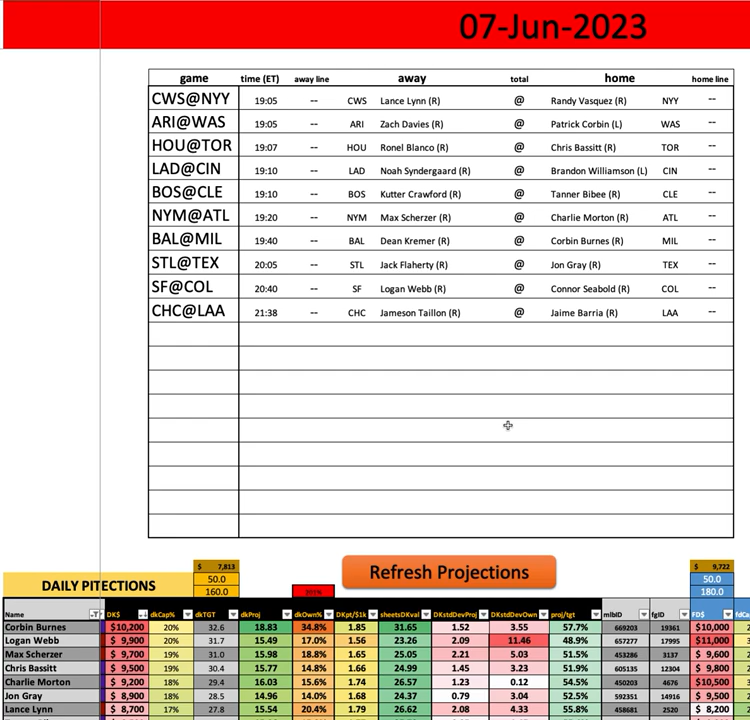 07-Jun-2023
game time (ET) away line away total home home line
CWS@NYY 19:05 -- CWS Lance Lynn (R) @ Randy Vasquez (R) NYY --
ARI@WAS 19:05 -- ARI Zach Davies (R) @ Patrick Corbin (L) WAS --
HOU@TOR 19:07 -- HOU Ronel Blanco (R) @ Chris Bassitt (R) TOR --
LAD@CIN 19:10 -- LAD Noah Syndergaard (R) @ Brandon Williamson (L) CIN --
BOS@CLE 19:10 -- BOS Kutter Crawford (R) @ Tanner Bibee (R) CLE --
NYM@ATL 19:20 -- NYM Max Scherzer (R) @ Charlie Morton (R) ATL --
BAL@MIL 19:40 -- BAL Dean Kremer (R) @ Corbin Burnes (R) MIL --
STL@TEX 20:05 -- STL Jack Flaherty (R) @ Jon Gray (R) TEX --
SF@COL 20:40 -- SF Logan Webb (R) @ Connor Seabold (R) COL --
CHC@LAA 21:38 -- CHC Jameson Taillon (R) @ Jaime Barria (R) LAA --
$ 7,813 $ 9,722
DAILY PITECTIONS 50.0 Refresh Projections 50.0
160.0 180.0
Name DK$ dkCap% dkTGT dkProj dkOwn% DKpt/$1k sheetsDKval DKstdDevProj DKstdDevOwn proj/tgt mlbID fgID FD$
Corbin Burnes $10,200 20% 32.6 18.83 34.8% 1.85 31.65 1.52 3.55 57.7% 669203 19361 $10,000
Logan Webb $ 9,900 20% 31.7 15.49 17.0% 1.56 23.26 2.09 11.46 48.9% 657277 17995 $11,000
Max Scherzer $ 9,700 19% 31.0 15.98 18.8% 1.65 25.05 2.21 5.03 51.5% 453286 3137 $ 9,600
Chris Bassitt $ 9,500 19% 30.4 15.77 14.8% 1.66 24.99 1.45 3.23 51.9% 605135 12304 $ 9,800
Charlie Morton $ 9,200 18% 29.4 16.03 15.6% 1.74 26.57 1.23 0.12 54.5% 450203 4676 $10,500
Jon Gray $ 8,900 18% 28.5 14.96 14.0% 1.68 24.37 0.79 3.04 52.5% 592351 14916 $ 9,500
Lance Lynn $ 8,700 17% 27.8 15.54 20.4% 1.79 26.62 2.08 4.33 55.8% 458681 2520 $ 8,200